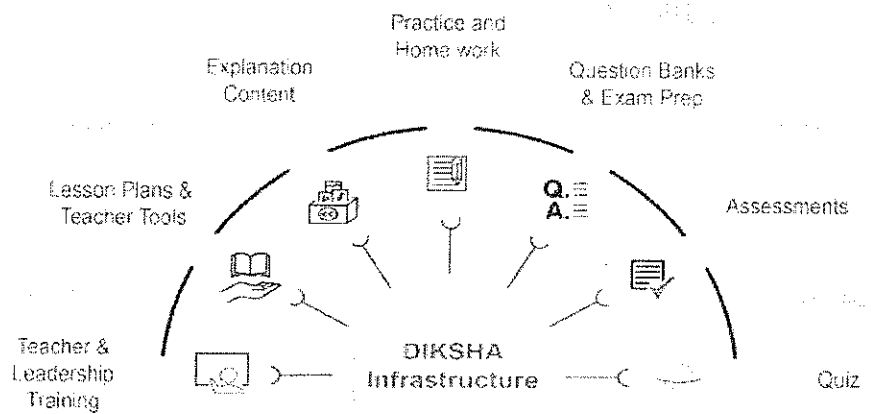 Practice and
Home work
Explanation
Content
Question Banks
& Exam Prep
Lesson Plans &
Teacher Tools
Q.
A.
Assessments
Teacher &
Leadership
Training
DIKSHA
Infrastructure
Quiz